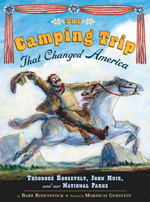 THE
Camping Trip
That Changed America
THEODORE ROOSEVELT, JOHN MUIR,
AND OUR NATIONAL PARKS
BY BARB ROSENSTOCK
ILLUSTRATED BY MORDICAI GERSTEIN